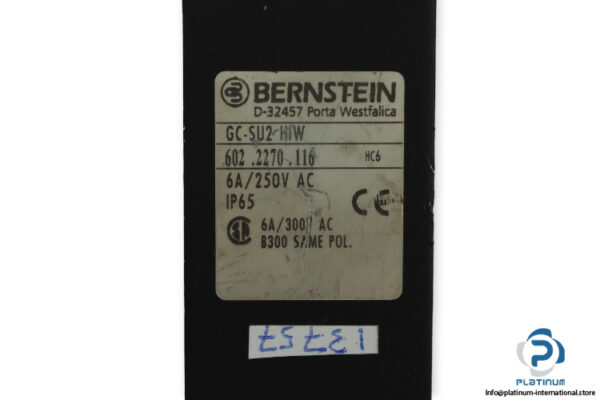 BERNSTEIN
D-32457 Porta Westfalica
GC-SU2 HIW
602.2270.116 HC6
6A/250V AC
IP65 CE
6A/300V AC
B300 SAME POL.
13757
PLATINUM
Info@platinum-international.store